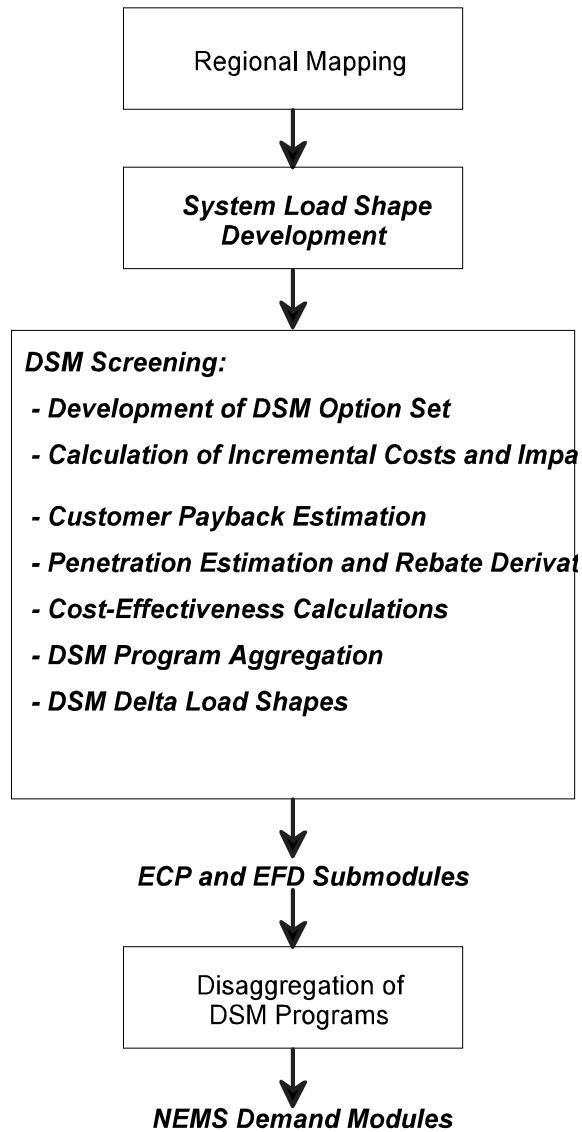 Regional Mapping
System Load Shape
Development
DSM Screening:
- Development of DSM Option Set
- Calculation of Incremental Costs and Impa
- Customer Payback Estimation
- Penetration Estimation and Rebate Derivat
- Cost-Effectiveness Calculations
- DSM Program Aggregation
- DSM Delta Load Shapes
ECP and EFD Submodules
Disaggregation of
DSM Programs
NEMS Demand Modules